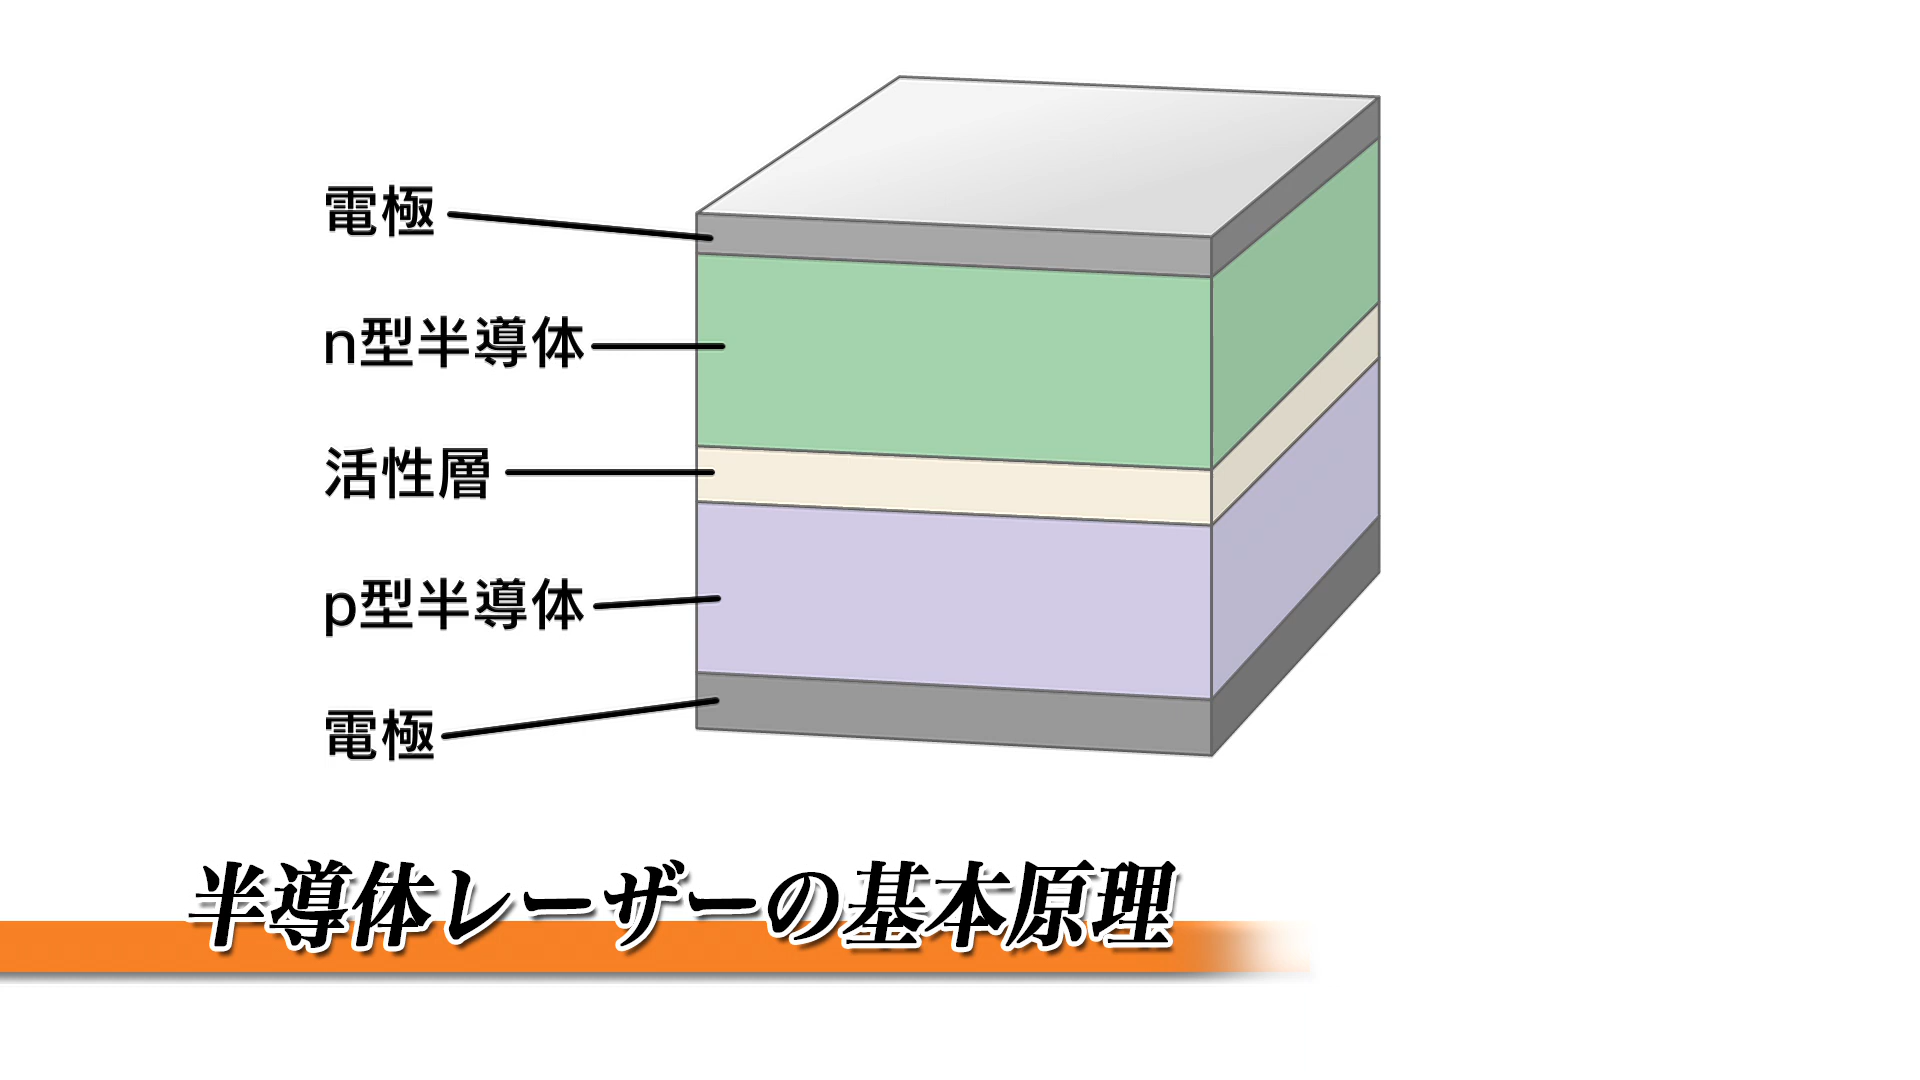 電極
n型半導体
活性層
p型半導体
電極
半導体レーザーの基本原理